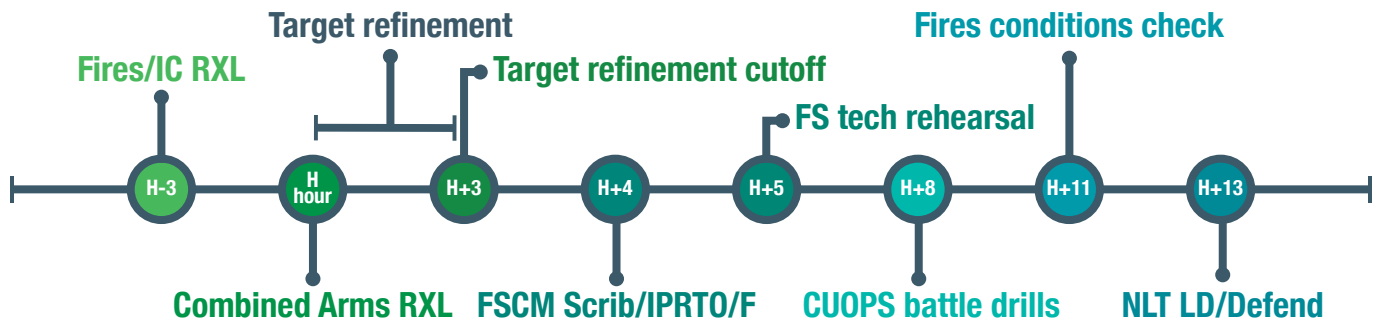 Target refinement
Fires conditions check
Fires/IC RXL
Target refinement cutoff
FS tech rehearsal
H-3
H
hour
H+3
H+4
H+5
H+8
H+11
H+13
Combined Arms RXL
FSCM Scrib/IPRTO/F
CUOPS battle drills
NLT LD/Defend